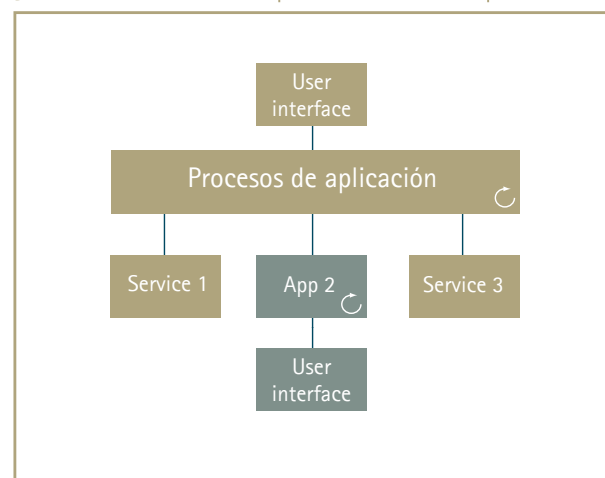 User
interface
Procesos de aplicación
Service 1
App 2
Service 3
User
interface